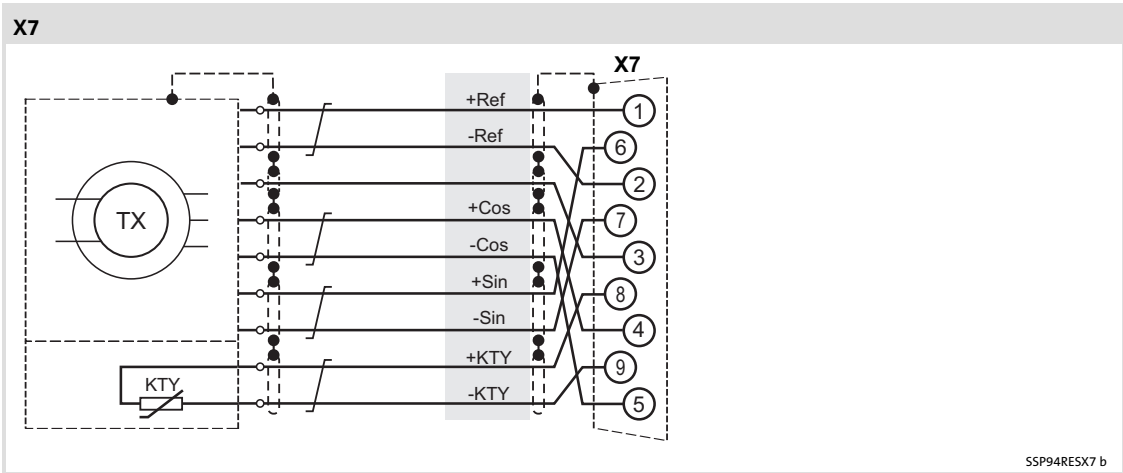 X7
X7
+Ref
1
-Ref
6
2
+Cos
7
TX
-Cos
3
+Sin
8
-Sin
4
+KTY
9
KTY
-KTY
5
SSP94RESX7 b